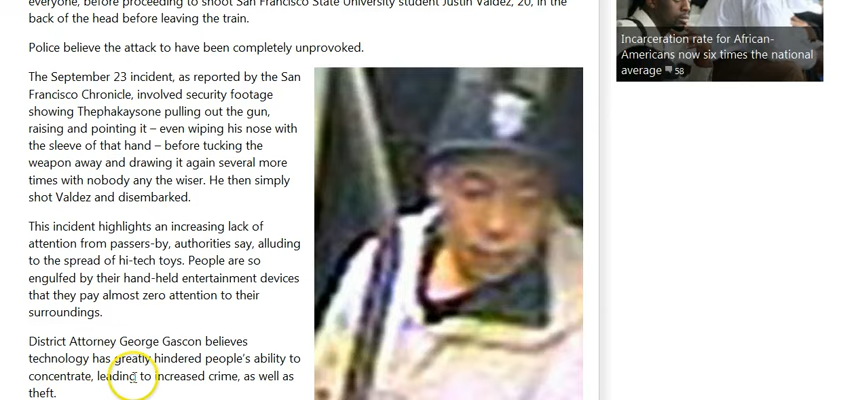 everyone, before proceeding to shoot San Francisco State University student Justin Valdez, 20, in the
back of the head before leaving the train.
Police believe the attack to have been completely unprovoked.
The September 23 incident, as reported by the San
Francisco Chronicle, involved security footage
showing Thephakaysone pulling out the gun,
raising and pointing it – even wiping his nose with
the sleeve of that hand – before tucking the
weapon away and drawing it again several more
times with nobody any the wiser. He then simply
shot Valdez and disembarked.
This incident highlights an increasing lack of
attention from passers-by, authorities say, alluding
to the spread of hi-tech toys. People are so
engulfed by their hand-held entertainment devices
that they pay almost zero attention to their
surroundings.
District Attorney George Gascon believes
technology has greatly hindered people's ability to
concentrate, leading to increased crime, as well as
theft.
Incarceration rate for African-
Americans now six times the national
average 58